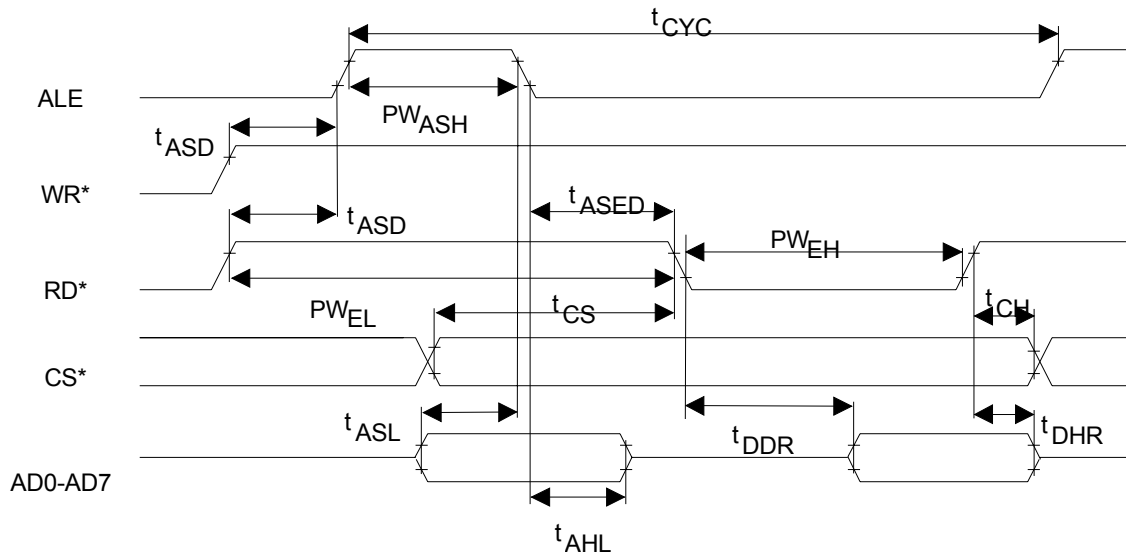 tCYC
ALE
PWASH
tASD
WR*
tASED
tASD
PWEH
RD*
tCS
PWEL
tCH
CS*
tASL
tDDR
tDHR
AD0-AD7
tAHL